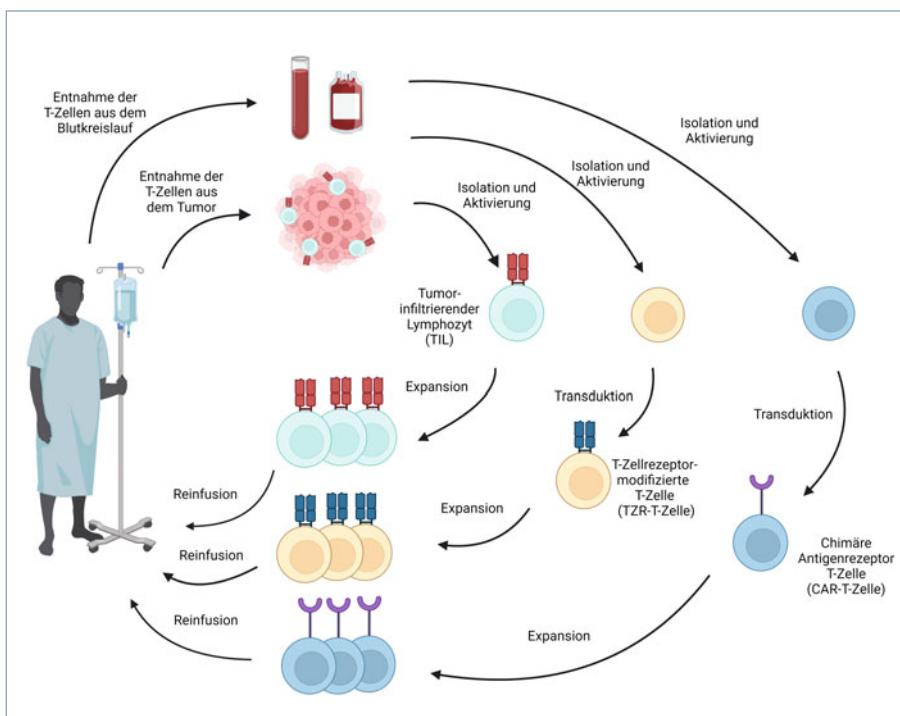 Entnahme der
T-Zellen aus dem
Blutkreislauf
Entnahme der
T-Zellen aus
dem Tumor
Isolation und
Aktivierung
Isolation und
Aktivierung
Isolation und
Aktivierung
Tumor-
infiltrierender
Lymphozyt
(TIL)
Expansion
Transduktion
Transduktion
T-Zellrezeptor-
modifizierte
T-Zelle
(TZR-T-Zelle)
Reinfusion
Expansion
Chimäre
Antigenrezeptor
T-Zelle
(CAR-T-Zelle)
Reinfusion
Reinfusion
Expansion